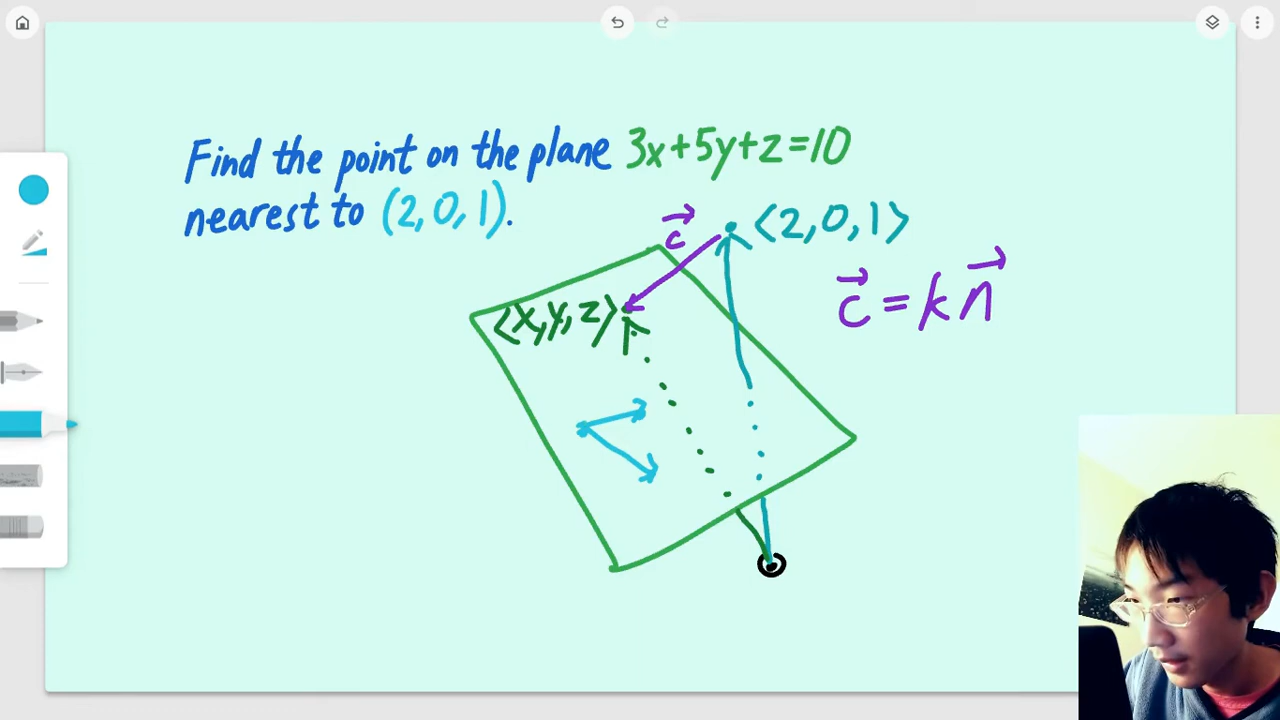 Find the point on the plane 3x+5y+z=10
nearest to (2, 0, 1).
c⃗
⟨2, 0, 1⟩
⟨x, y, z⟩
c⃗ = k n⃗